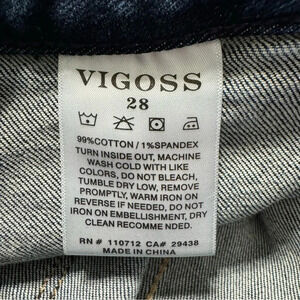 VIGOSS
28
99%COTTON / 1%SPANDEX
TURN INSIDE OUT, MACHINE
WASH COLD WITH LIKE
COLORS, DO NOT BLEACH,
TUMBLE DRY LOW, REMOVE
PROMPTLY, WARM IRON ON
REVERSE IF NEEDED, DO NOT
IRON ON EMBELLISHMENT, DRY
CLEAN RECOMME NDED.
RN # 110712 CA# 29438
MADE IN CHINA